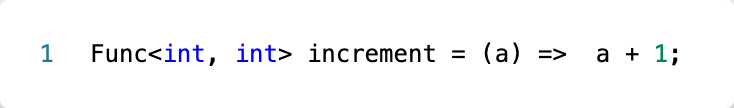 1 Func<int, int> increment = (a) =>  a + 1;